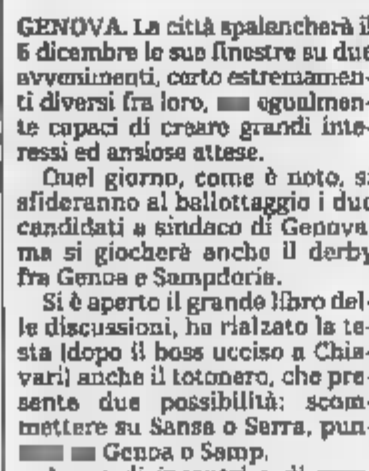 GENOVA. La città spalancherà il
5 dicembre le sue finestre su due
avvenimenti, certo estremamen-
ti diversi fra loro, egualmen-
te capaci di creare grandi inte-
ressi ed ansiose attese.
Quel giorno, come è noto, si
sfideranno al ballottaggio i due
candidati a sindaco di Genova,
ma si giocherà anche il derby
fra Genoa e Sampdoria.
Si è aperto il grande libro del-
le discussioni, ha rialzato la te-
sta (dopo il boss ucciso a Chia-
vari) anche il totonero, che pre-
senta due possibilità: scom-
mettere su Sansa o Serra, pun-
Genoa o Samp.